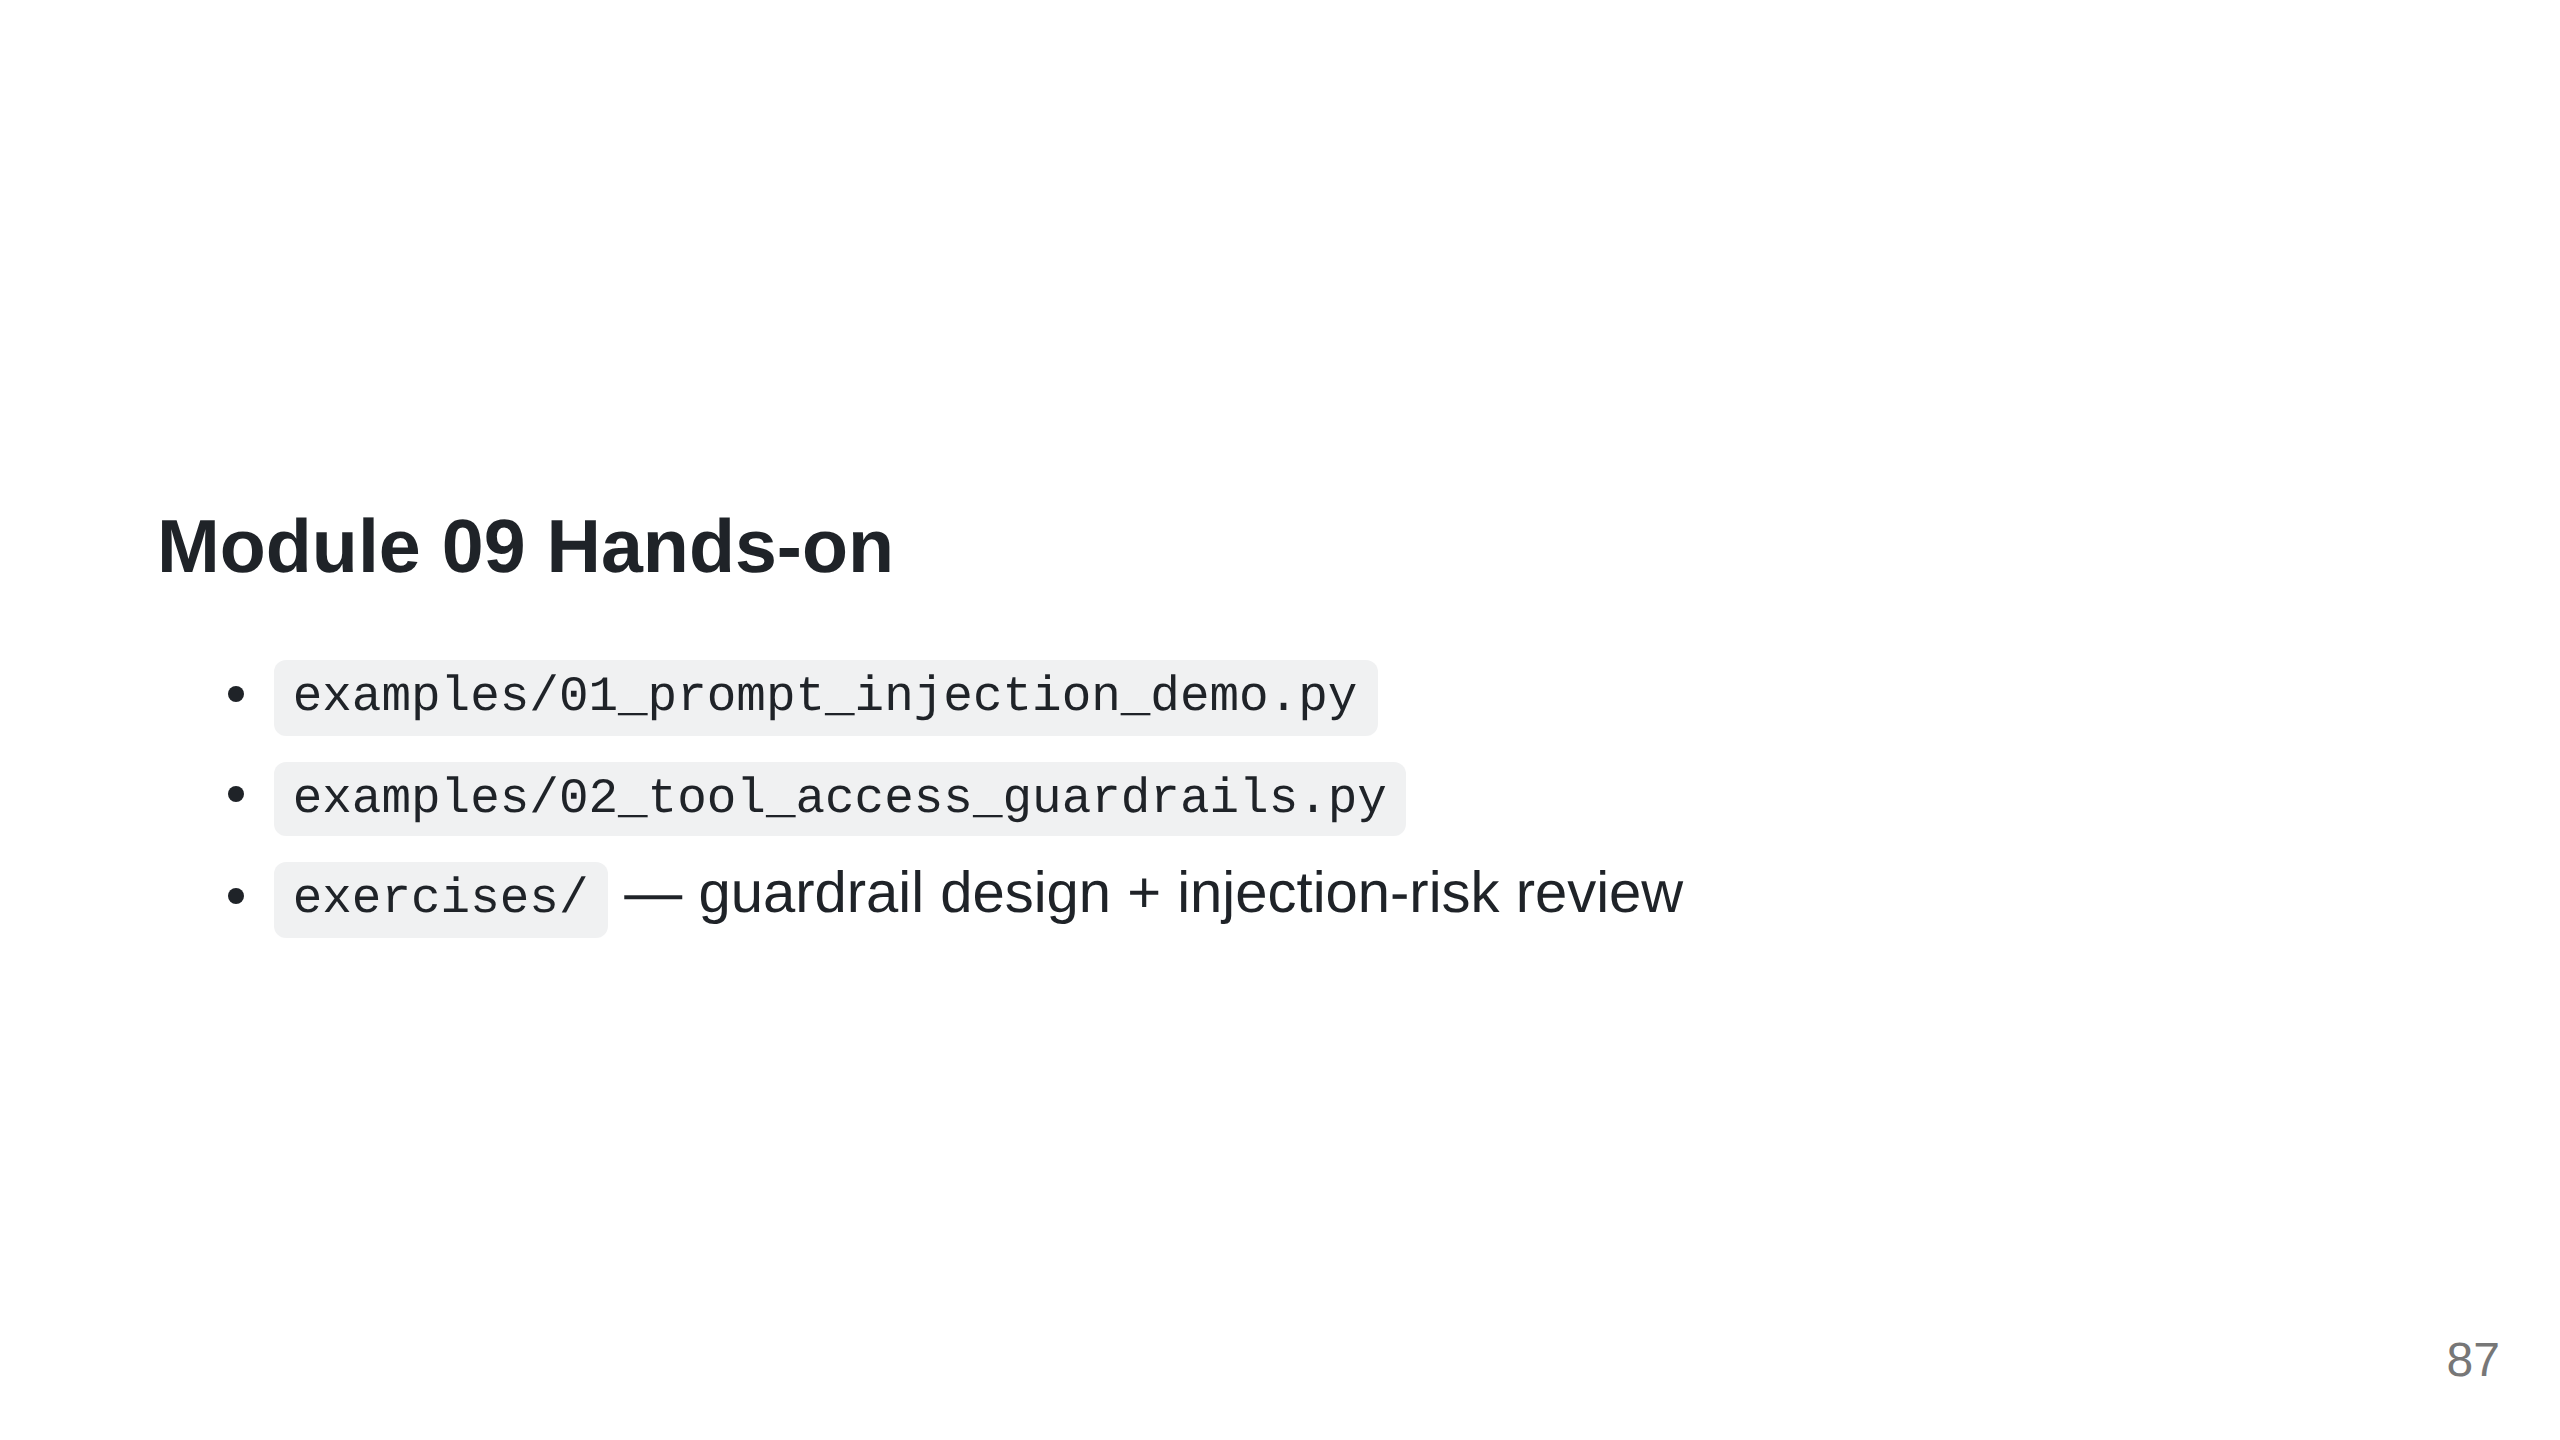 Module 09 Hands-on
• examples/01_prompt_injection_demo.py
• examples/02_tool_access_guardrails.py
• exercises/ — guardrail design + injection-risk review
87